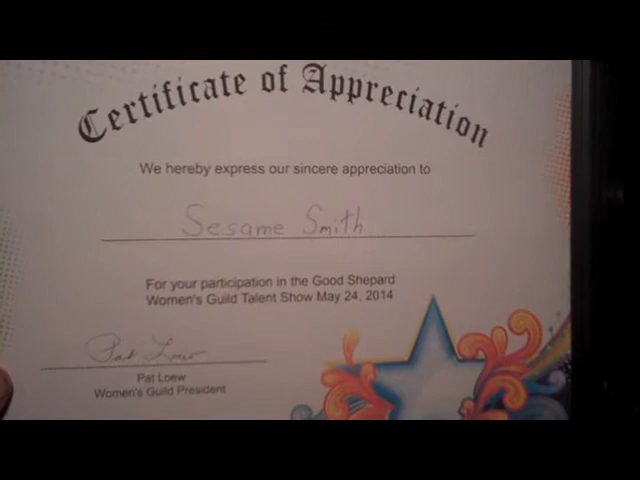 Certificate of Appreciation
We hereby express our sincere appreciation to
Sesame Smith
For your participation in the Good Shepard
Women's Guild Talent Show May 24, 2014
Pat Loew
Pat Loew
Women's Guild President